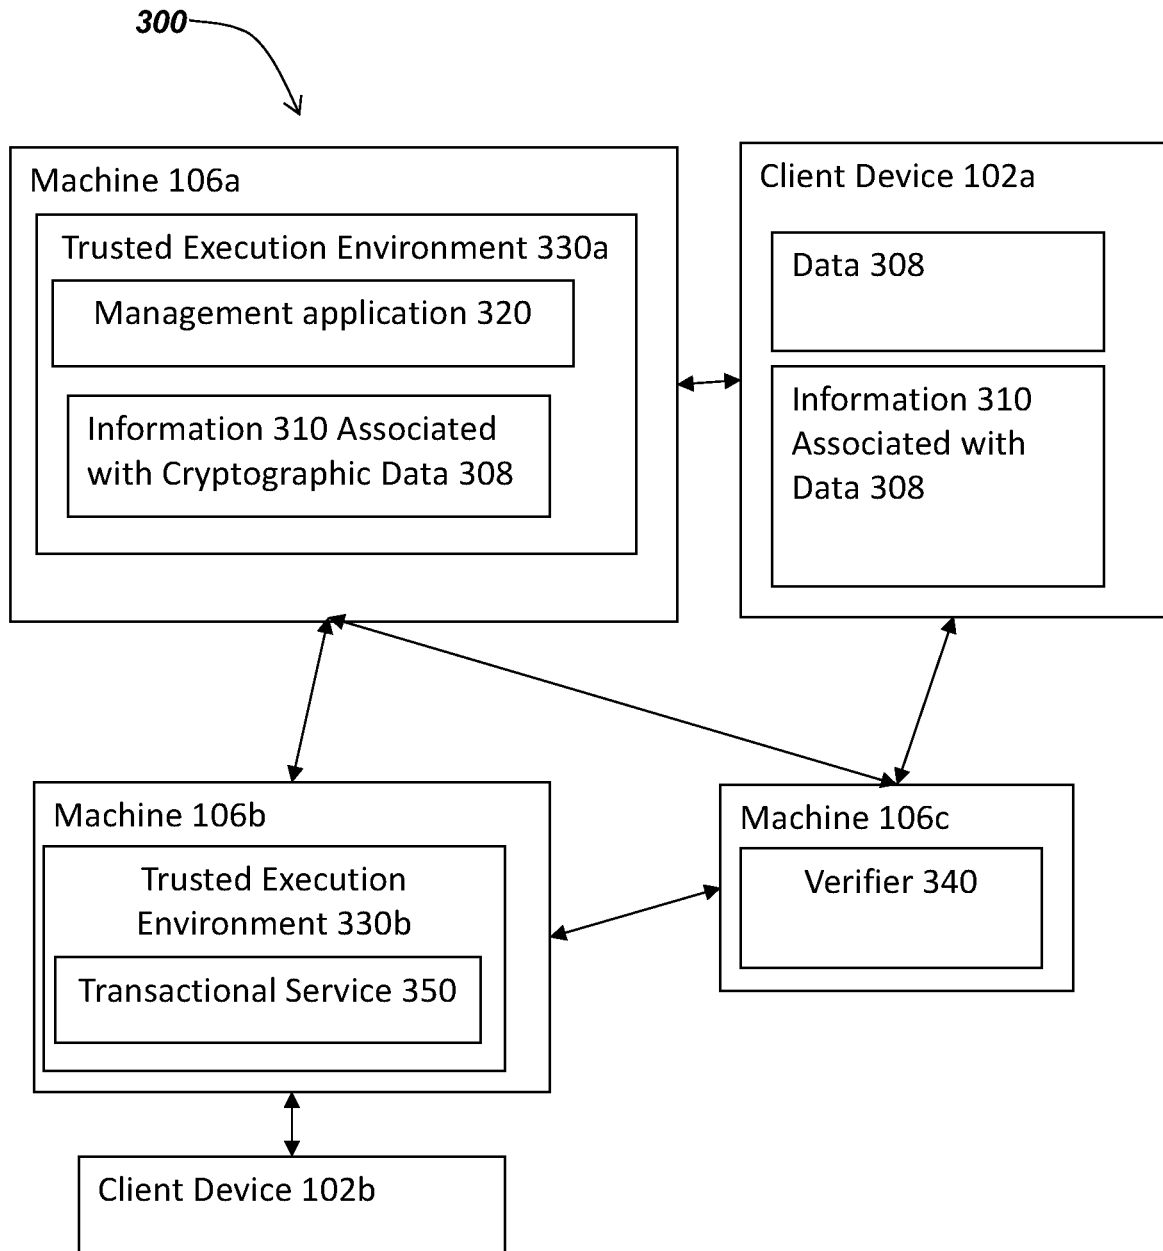 300
Machine 106a
Trusted Execution Environment 330a
Management application 320
Information 310 Associated
with Cryptographic Data 308
Client Device 102a
Data 308
Information 310
Associated with
Data 308
Machine 106b
Trusted Execution
Environment 330b
Transactional Service 350
Machine 106c
Verifier 340
Client Device 102b